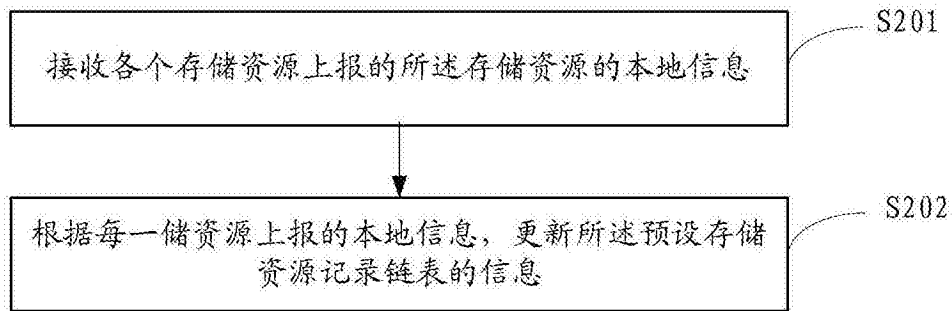 接收各个存储资源上报的所述存储资源的本地信息
S201
根据每一储资源上报的本地信息，更新所述预设存储
资源记录链表的信息
S202